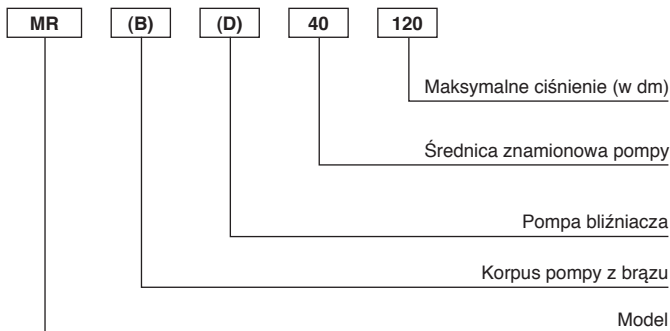 MR (B) (D) 40 120
Maksymalne ciśnienie (w dm)
Średnica znamionowa pompy
Pompa bliźniacza
Korpus pompy z brązu
Model